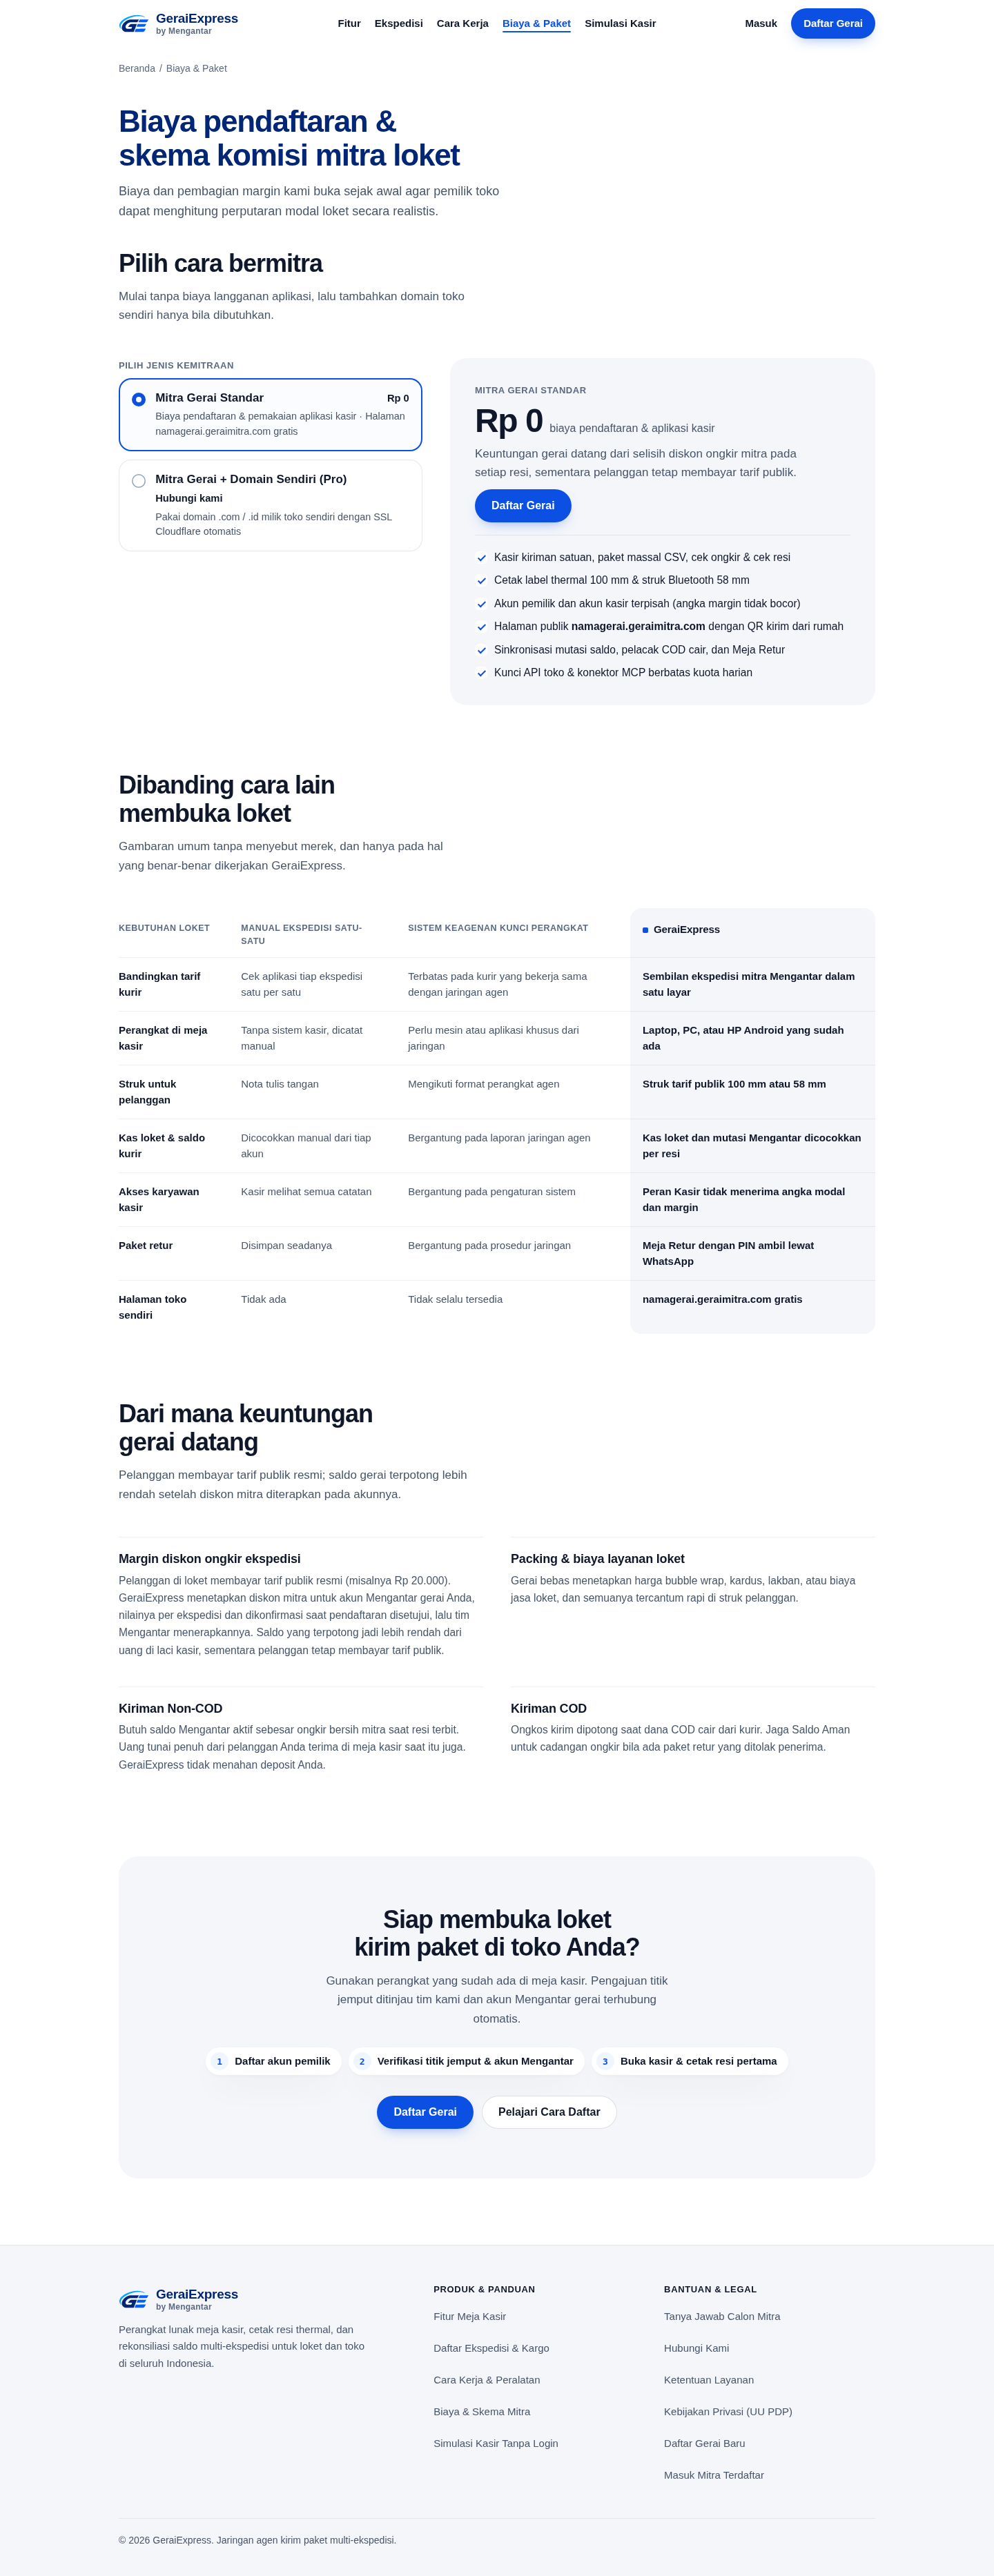 GeraiExpress
by Mengantar
Fitur Ekspedisi Cara Kerja Biaya & Paket Simulasi Kasir
Masuk Daftar Gerai
Beranda / Biaya & Paket
Biaya pendaftaran &
skema komisi mitra loket
Biaya dan pembagian margin kami buka sejak awal agar pemilik toko
dapat menghitung perputaran modal loket secara realistis.
Pilih cara bermitra
Mulai tanpa biaya langganan aplikasi, lalu tambahkan domain toko
sendiri hanya bila dibutuhkan.
PILIH JENIS KEMITRAAN
Mitra Gerai Standar Rp 0
Biaya pendaftaran & pemakaian aplikasi kasir · Halaman
namagerai.geraimitra.com gratis
Mitra Gerai + Domain Sendiri (Pro)
Hubungi kami
Pakai domain .com / .id milik toko sendiri dengan SSL
Cloudflare otomatis
MITRA GERAI STANDAR
Rp 0 biaya pendaftaran & aplikasi kasir
Keuntungan gerai datang dari selisih diskon ongkir mitra pada
setiap resi, sementara pelanggan tetap membayar tarif publik.
Daftar Gerai
Kasir kiriman satuan, paket massal CSV, cek ongkir & cek resi
Cetak label thermal 100 mm & struk Bluetooth 58 mm
Akun pemilik dan akun kasir terpisah (angka margin tidak bocor)
Halaman publik namagerai.geraimitra.com dengan QR kirim dari rumah
Sinkronisasi mutasi saldo, pelacak COD cair, dan Meja Retur
Kunci API toko & konektor MCP berbatas kuota harian
Dibanding cara lain
membuka loket
Gambaran umum tanpa menyebut merek, dan hanya pada hal
yang benar-benar dikerjakan GeraiExpress.
KEBUTUHAN LOKET
MANUAL EKSPEDISI SATU-
SATU
SISTEM KEAGENAN KUNCI PERANGKAT
GeraiExpress
Bandingkan tarif
kurir
Cek aplikasi tiap ekspedisi
satu per satu
Terbatas pada kurir yang bekerja sama
dengan jaringan agen
Sembilan ekspedisi mitra Mengantar dalam
satu layar
Perangkat di meja
kasir
Tanpa sistem kasir, dicatat
manual
Perlu mesin atau aplikasi khusus dari
jaringan
Laptop, PC, atau HP Android yang sudah
ada
Struk untuk
pelanggan
Nota tulis tangan
Mengikuti format perangkat agen
Struk tarif publik 100 mm atau 58 mm
Kas loket & saldo
kurir
Dicocokkan manual dari tiap
akun
Bergantung pada laporan jaringan agen
Kas loket dan mutasi Mengantar dicocokkan
per resi
Akses karyawan
kasir
Kasir melihat semua catatan
Bergantung pada pengaturan sistem
Peran Kasir tidak menerima angka modal
dan margin
Paket retur
Disimpan seadanya
Bergantung pada prosedur jaringan
Meja Retur dengan PIN ambil lewat
WhatsApp
Halaman toko
sendiri
Tidak ada
Tidak selalu tersedia
namagerai.geraimitra.com gratis
Dari mana keuntungan
gerai datang
Pelanggan membayar tarif publik resmi; saldo gerai terpotong lebih
rendah setelah diskon mitra diterapkan pada akunnya.
Margin diskon ongkir ekspedisi
Pelanggan di loket membayar tarif publik resmi (misalnya Rp 20.000).
GeraiExpress menetapkan diskon mitra untuk akun Mengantar gerai Anda,
nilainya per ekspedisi dan dikonfirmasi saat pendaftaran disetujui, lalu tim
Mengantar menerapkannya. Saldo yang terpotong jadi lebih rendah dari
uang di laci kasir, sementara pelanggan tetap membayar tarif publik.
Packing & biaya layanan loket
Gerai bebas menetapkan harga bubble wrap, kardus, lakban, atau biaya
jasa loket, dan semuanya tercantum rapi di struk pelanggan.
Kiriman Non-COD
Butuh saldo Mengantar aktif sebesar ongkir bersih mitra saat resi terbit.
Uang tunai penuh dari pelanggan Anda terima di meja kasir saat itu juga.
GeraiExpress tidak menahan deposit Anda.
Kiriman COD
Ongkos kirim dipotong saat dana COD cair dari kurir. Jaga Saldo Aman
untuk cadangan ongkir bila ada paket retur yang ditolak penerima.
Siap membuka loket
kirim paket di toko Anda?
Gunakan perangkat yang sudah ada di meja kasir. Pengajuan titik
jemput ditinjau tim kami dan akun Mengantar gerai terhubung
otomatis.
1 Daftar akun pemilik 2 Verifikasi titik jemput & akun Mengantar 3 Buka kasir & cetak resi pertama
Daftar Gerai Pelajari Cara Daftar
GeraiExpress
by Mengantar
Perangkat lunak meja kasir, cetak resi thermal, dan
rekonsiliasi saldo multi-ekspedisi untuk loket dan toko
di seluruh Indonesia.
PRODUK & PANDUAN
Fitur Meja Kasir
Daftar Ekspedisi & Kargo
Cara Kerja & Peralatan
Biaya & Skema Mitra
Simulasi Kasir Tanpa Login
BANTUAN & LEGAL
Tanya Jawab Calon Mitra
Hubungi Kami
Ketentuan Layanan
Kebijakan Privasi (UU PDP)
Daftar Gerai Baru
Masuk Mitra Terdaftar
© 2026 GeraiExpress. Jaringan agen kirim paket multi-ekspedisi.